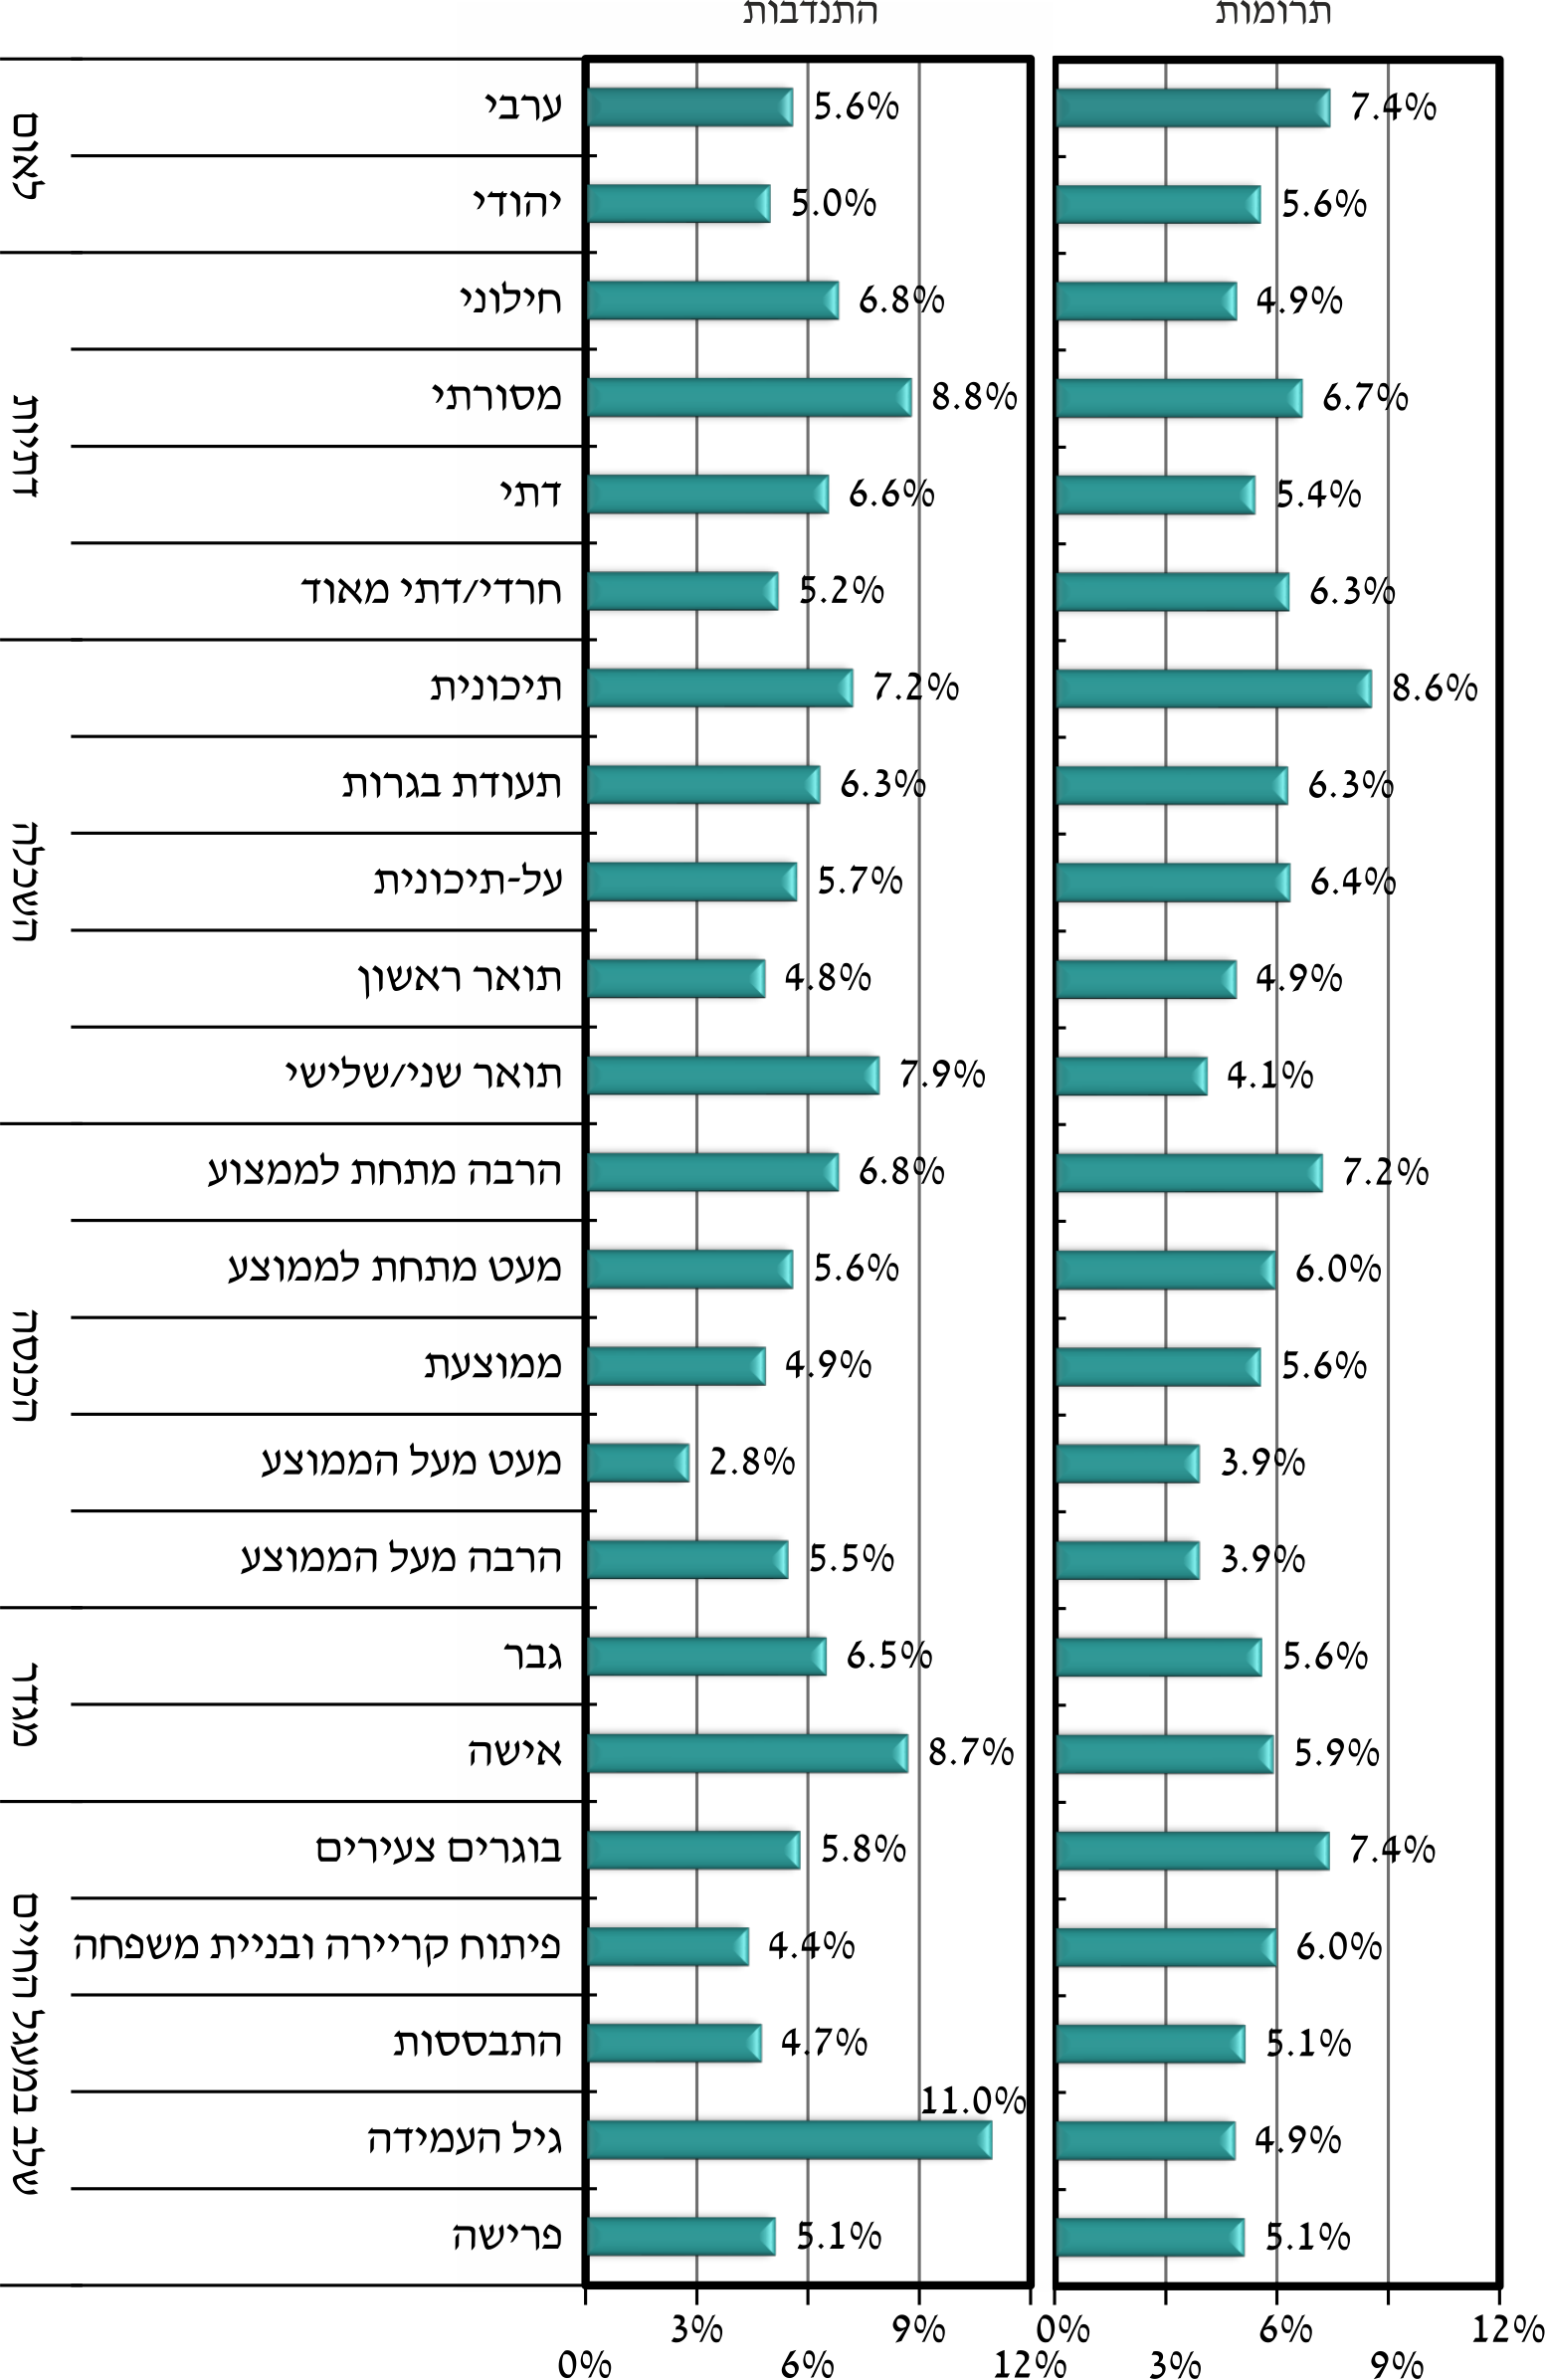 התנדבות תרומות
לאום
ערבי 5.6% 7.4%
יהודי 5.0% 5.6%
דתיות
חילוני 6.8% 4.9%
מסורתי 8.8% 6.7%
דתי 6.6% 5.4%
חרדי/דתי מאוד 5.2% 6.3%
השכלה
תיכונית 7.2% 8.6%
תעודת בגרות 6.3% 6.3%
על-תיכונית 5.7% 6.4%
תואר ראשון 4.8% 4.9%
תואר שני/שלישי 7.9% 4.1%
הכנסה
הרבה מתחת לממצוע 6.8% 7.2%
מעט מתחת לממוצע 5.6% 6.0%
ממוצעת 4.9% 5.6%
מעט מעל הממוצע 2.8% 3.9%
הרבה מעל הממוצע 5.5% 3.9%
מגדר
גבר 6.5% 5.6%
אישה 8.7% 5.9%
שלב במעגל החיים
בוגרים צעירים 5.8% 7.4%
פיתוח קריירה ובניית משפחה 4.4% 6.0%
התבססות 4.7% 5.1%
גיל העמידה 11.0% 4.9%
פרישה 5.1% 5.1%
0% 3% 6% 9% 12% 0% 3% 6% 9% 12%